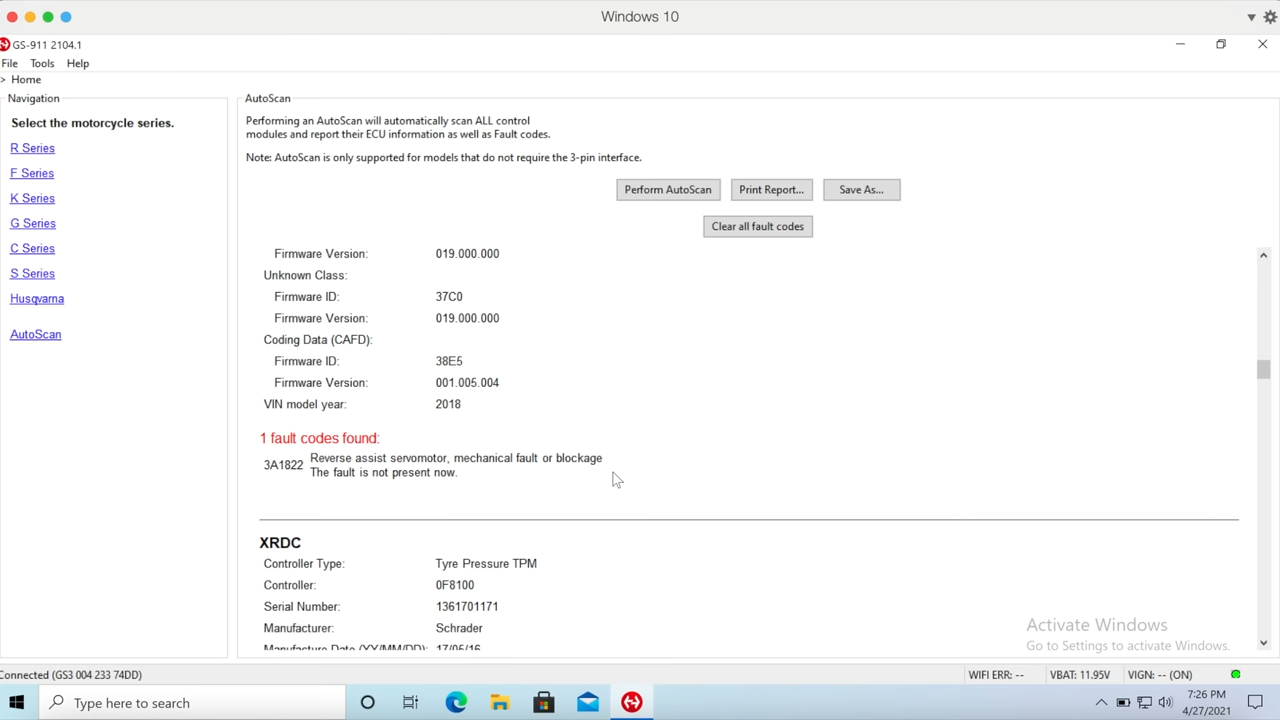 Windows 10
GS-911 2104.1
File Tools Help
> Home
Navigation
Select the motorcycle series.
R Series
F Series
K Series
G Series
C Series
S Series
Husqvarna
AutoScan
AutoScan
Performing an AutoScan will automatically scan ALL control
modules and report their ECU information as well as Fault codes.
Note: AutoScan is only supported for models that do not require the 3-pin interface.
Perform AutoScan Print Report... Save As...
Clear all fault codes
Firmware Version: 019.000.000
Unknown Class:
Firmware ID: 37C0
Firmware Version: 019.000.000
Coding Data (CAFD):
Firmware ID: 38E5
Firmware Version: 001.005.004
VIN model year: 2018
1 fault codes found:
3A1822 Reverse assist servomotor, mechanical fault or blockage
The fault is not present now.
XRDC
Controller Type: Tyre Pressure TPM
Controller: 0F8100
Serial Number: 1361701171
Manufacturer: Schrader
Manufacture Date (YY/MM/DD): 17/05/16
Activate Windows
Go to Settings to activate Windows.
Connected (GS3 004 233 74DD) WIFI ERR: -- VBAT: 11.95V VIGN: -- (ON)
Type here to search
7:26 PM
4/27/2021